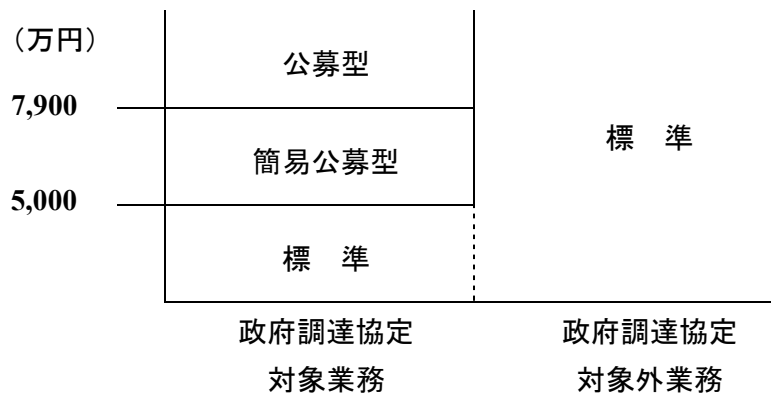 （万円）
公募型
7,900
標　準
簡易公募型
5,000
標　準
政府調達協定
対象業務
政府調達協定
対象外業務